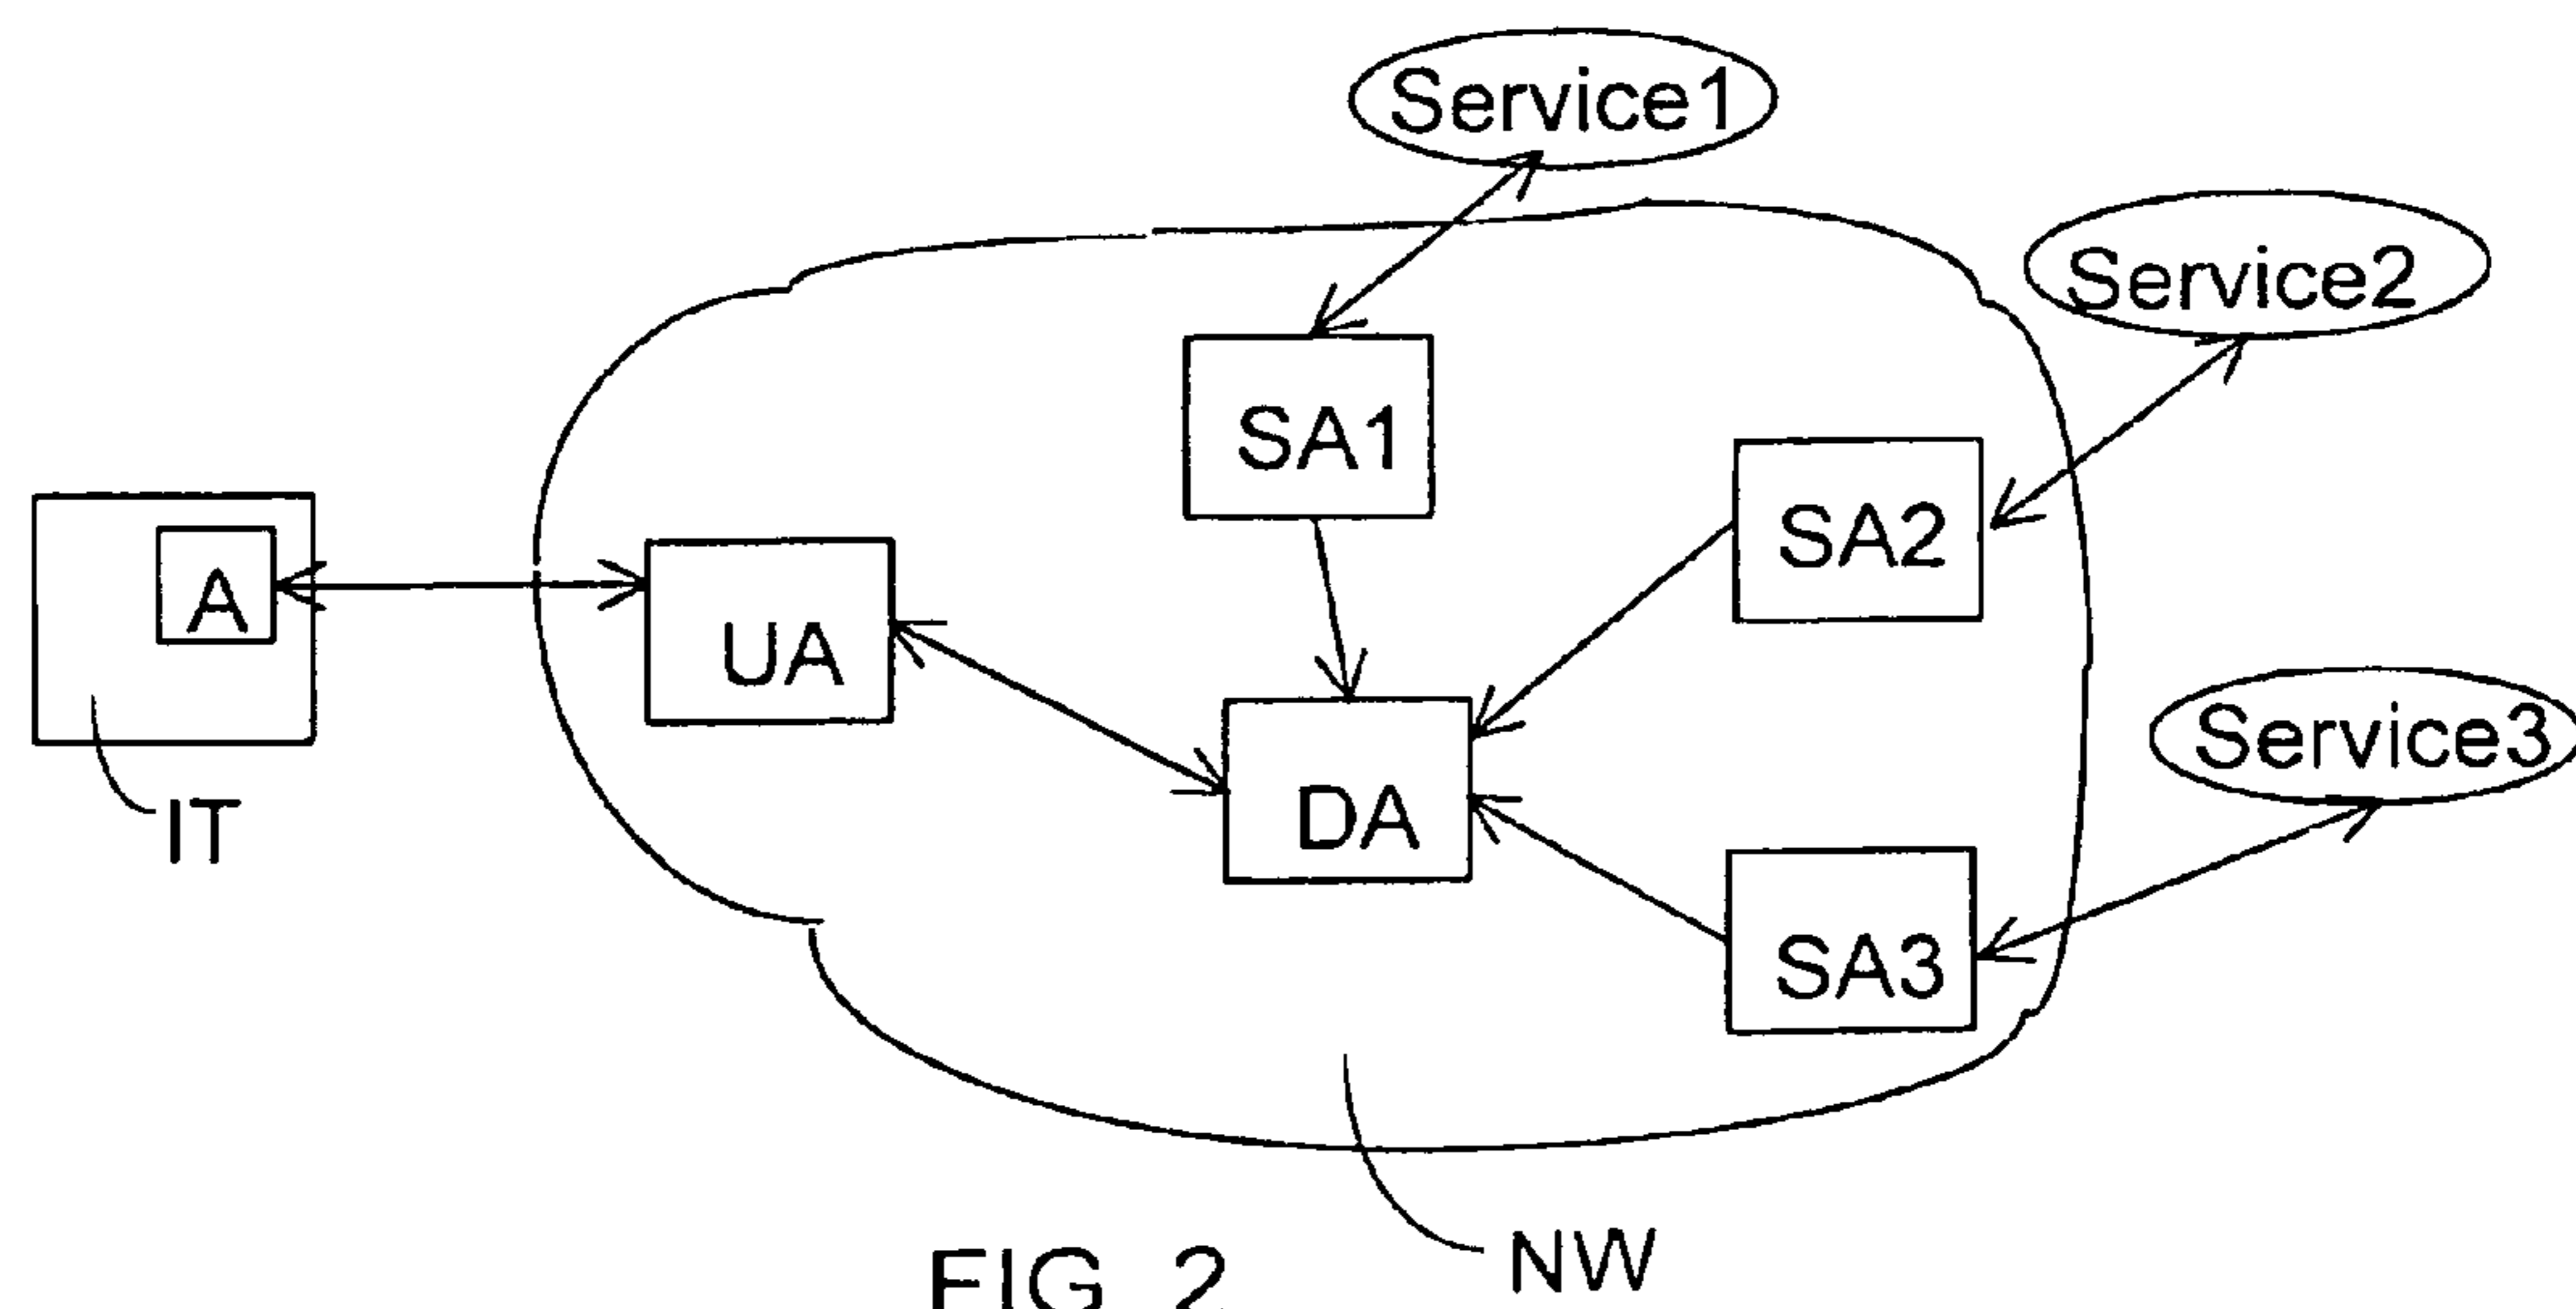 Service1
Service2
SA1
SA2
A
UA
Service3
DA
IT
SA3
NW
FIG. 2